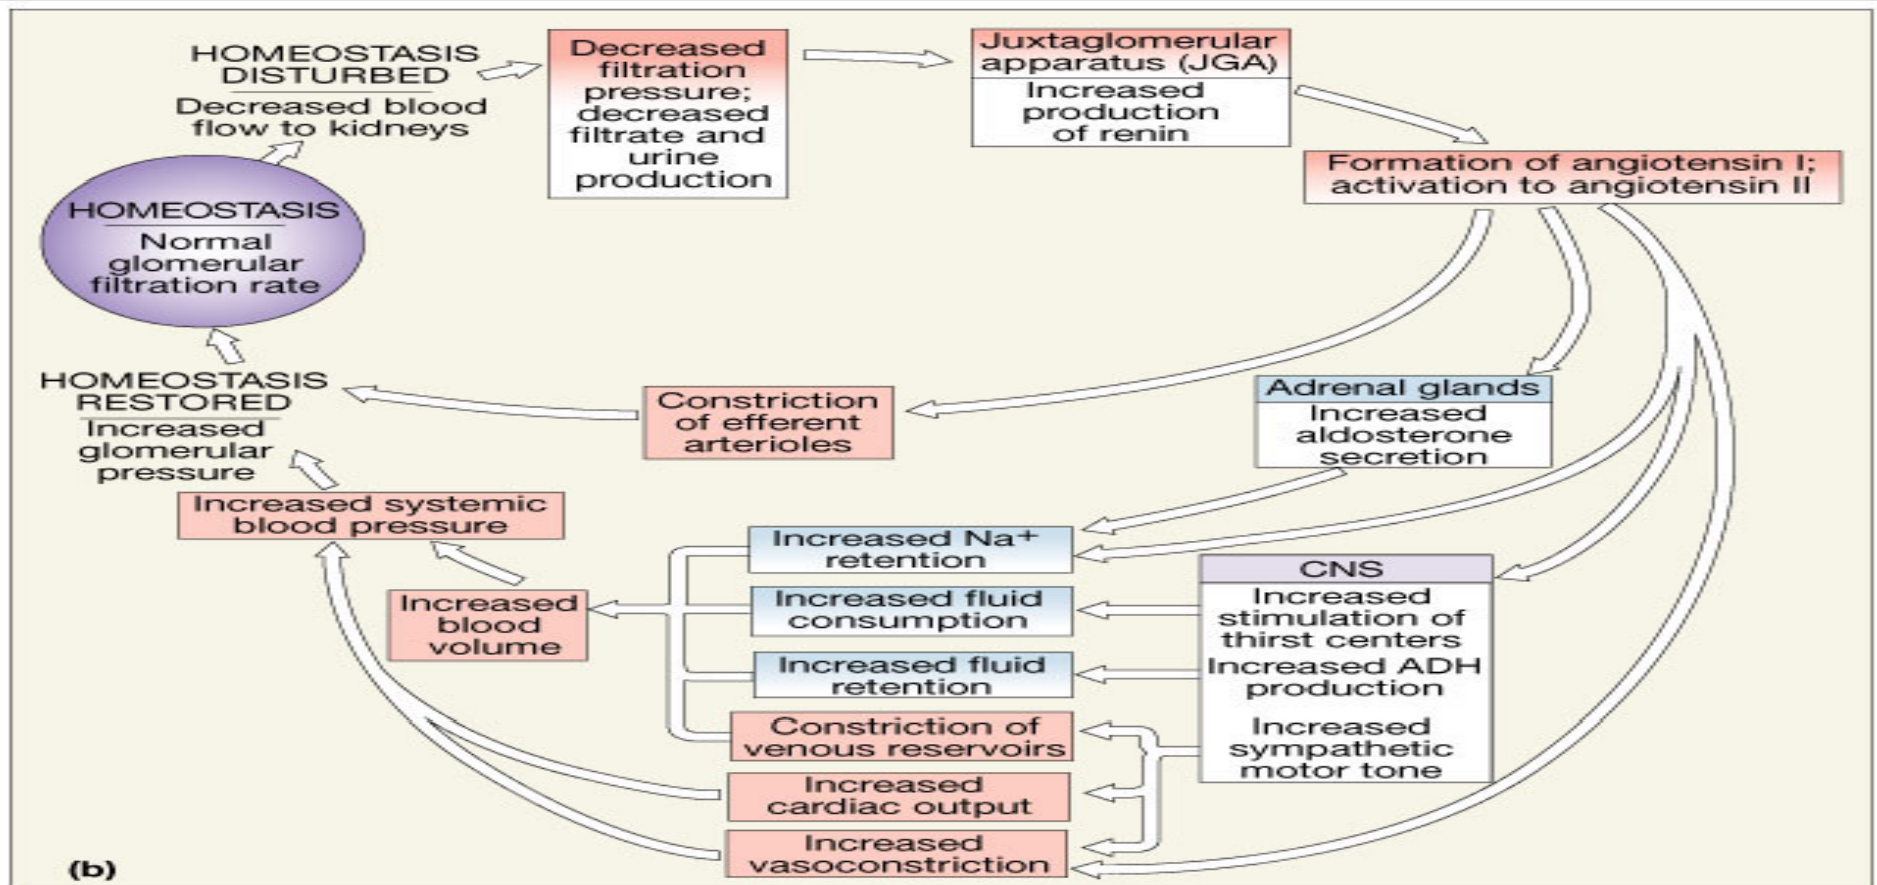 HOMEOSTASIS
DISTURBED
Decreased blood
flow to kidneys
Decreased
filtration
pressure;
decreased
filtrate and
urine
production
Juxtaglomerular
apparatus (JGA)
Increased
production
of renin
Formation of angiotensin I;
activation to angiotensin II
HOMEOSTASIS
Normal
glomerular
filtration rate
HOMEOSTASIS
RESTORED
Increased
glomerular
pressure
Constriction
of efferent
arterioles
Adrenal glands
Increased
aldosterone
secretion
Increased systemic
blood pressure
Increased
blood
volume
Increased Na+
retention
Increased fluid
consumption
Increased fluid
retention
Constriction of
venous reservoirs
Increased
cardiac output
Increased
vasoconstriction
CNS
Increased
stimulation of
thirst centers
Increased ADH
production
Increased
sympathetic
motor tone
(b)